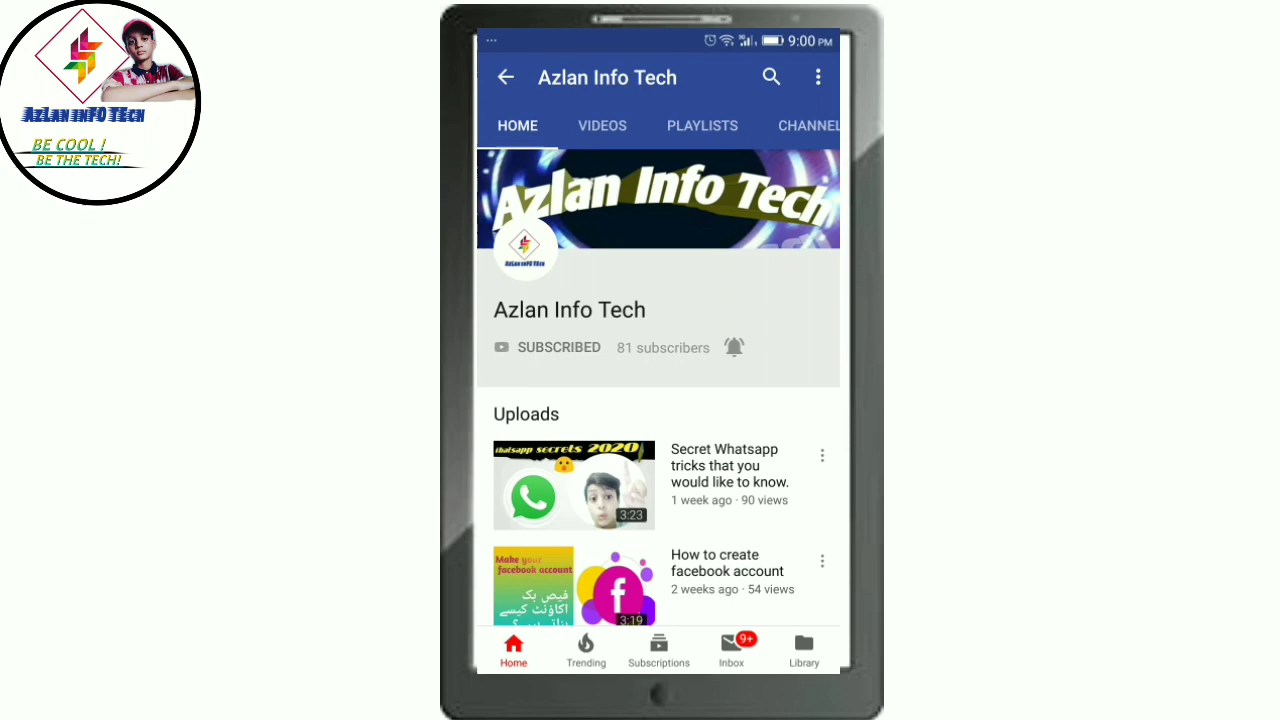 AzLan inFO TEch
BE COOL !
BE THE TECH!
9:00 PM
Azlan Info Tech
HOME VIDEOS PLAYLISTS CHANNEL
Azlan Info Tech
AzLan inFO TEch
Azlan Info Tech
SUBSCRIBED 81 subscribers
Uploads
whatsapp secrets 2020
3:23
Secret Whatsapp
tricks that you
would like to know.
1 week ago · 90 views
Make your
facebook account
فیس بک
اکاؤنٹ کیسے
3:19
How to create
facebook account
2 weeks ago · 54 views
9+
Home Trending Subscriptions Inbox Library